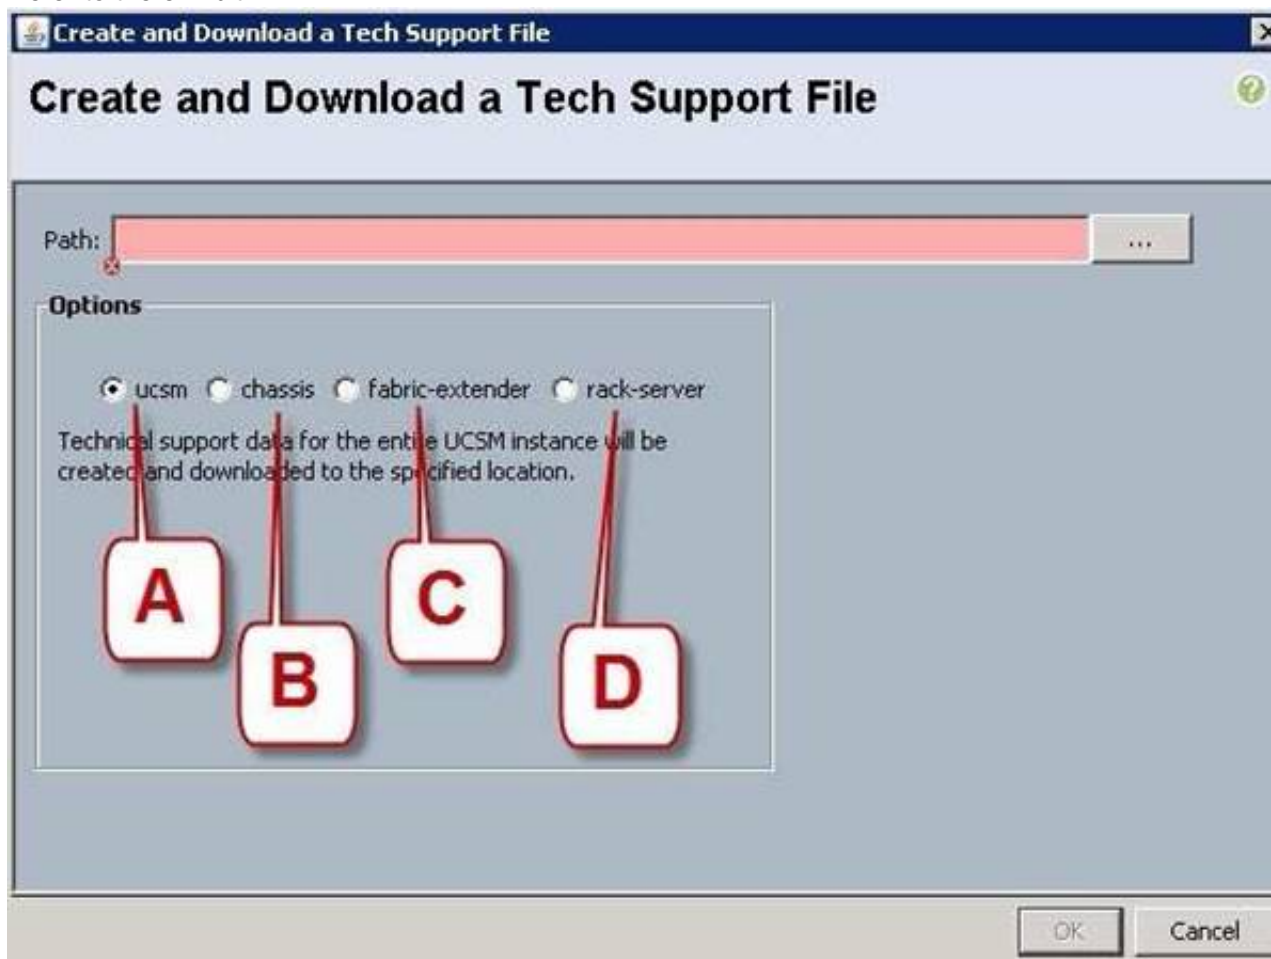 Create and Download a Tech Support File
Create and Download a Tech Support File
Path:
...
Options
ucsm chassis fabric-extender rack-server
Technical support data for the entire UCSM instance will be
created and downloaded to the specified location.
A
C
B
D
OK Cancel